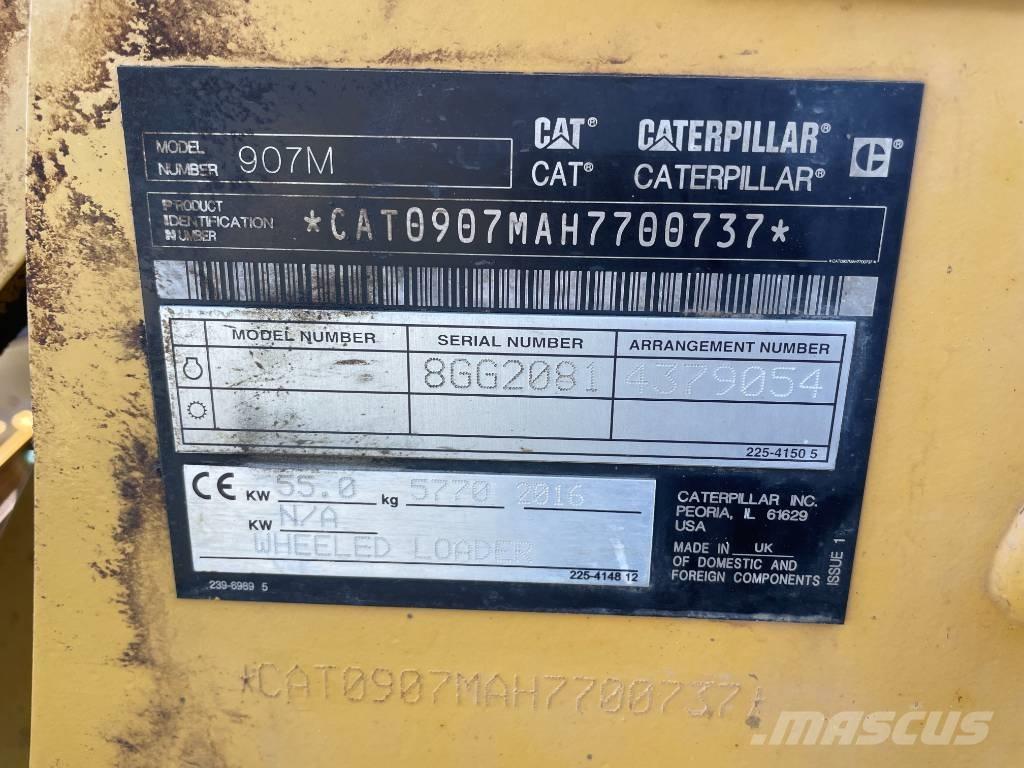 CAT® CATERPILLAR®
CAT® CATERPILLAR®
MODEL NUMBER 907M
PRODUCT IDENTIFICATION NUMBER *CAT0907MAH7700737*
*CAT0907MAH7700737*
MODEL NUMBER SERIAL NUMBER ARRANGEMENT NUMBER
8GG2081 4379054
225-4150 5
CE KW 55.0 kg 5770 2016
KW N/A
WHEELED LOADER
225-4148 12
239-6989 5
CATERPILLAR INC.
PEORIA, IL 61629
USA
MADE IN UK
OF DOMESTIC AND
FOREIGN COMPONENTS
ISSUE 1
*CAT0907MAH7700737*
MASCUS